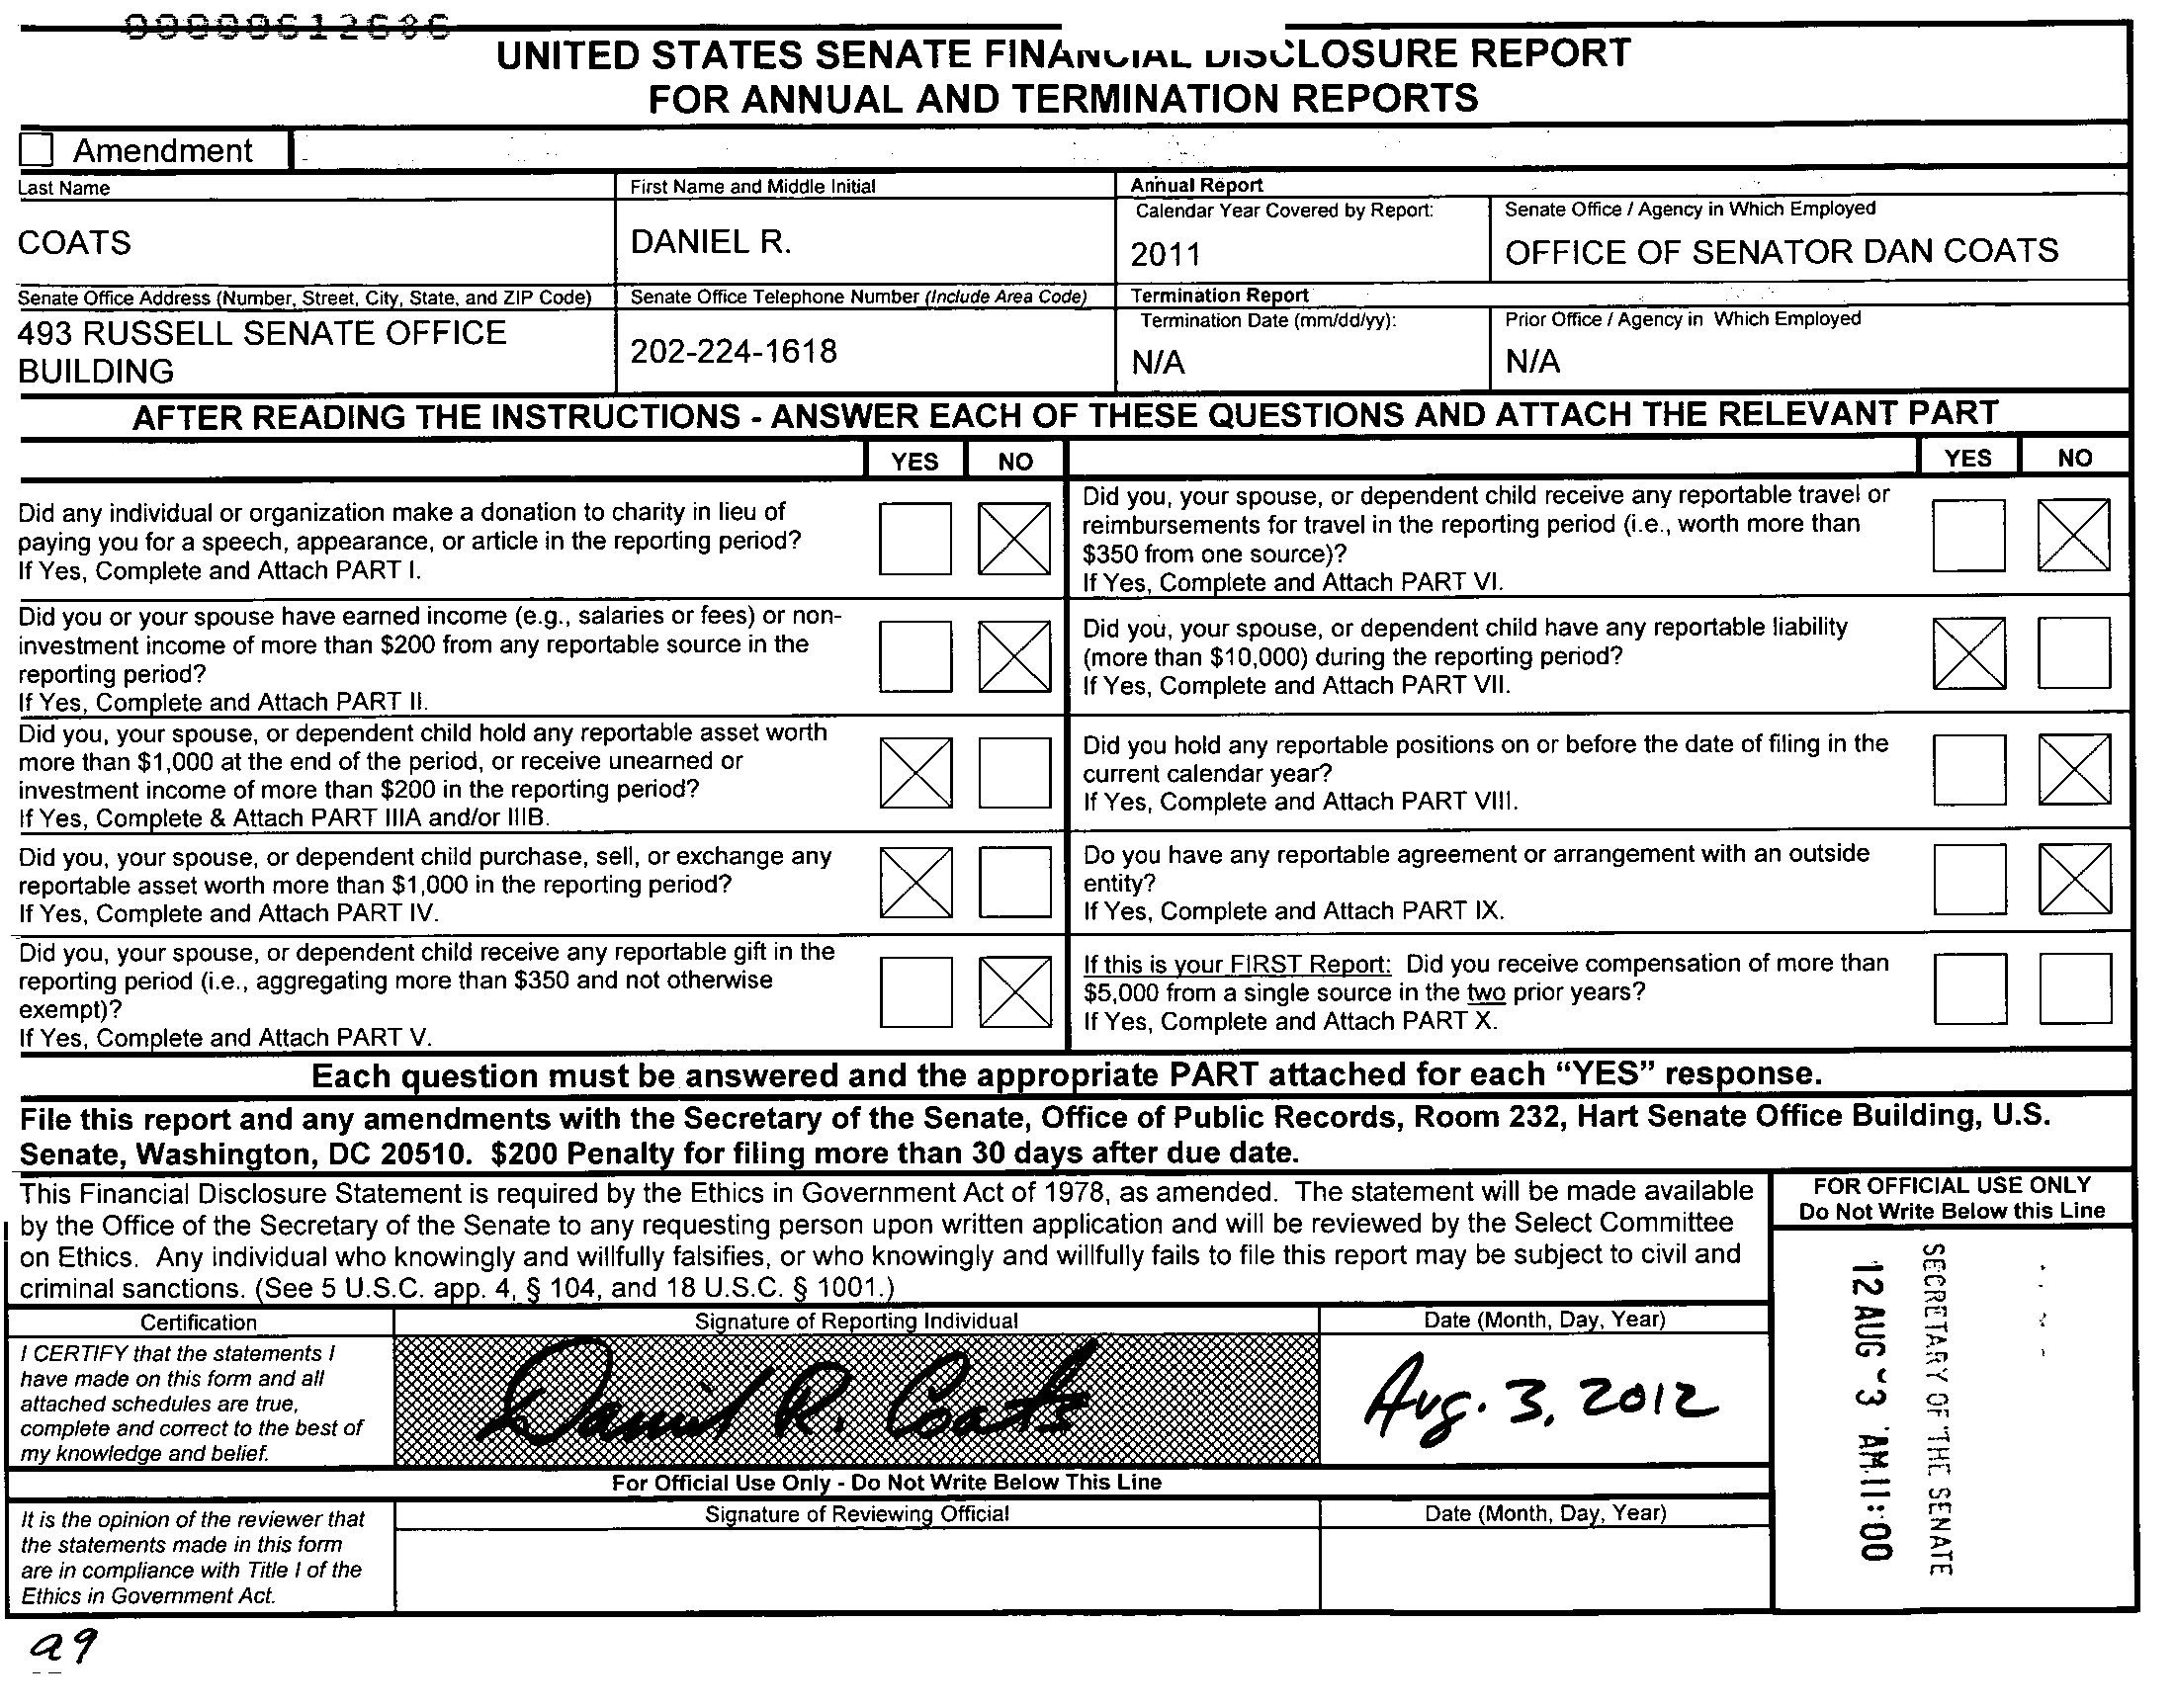 00000612686
UNITED STATES SENATE FINANCIAL DISCLOSURE REPORT
FOR ANNUAL AND TERMINATION REPORTS
Amendment
Last Name
First Name and Middle Initial
Annual Report
Calendar Year Covered by Report:
Senate Office / Agency in Which Employed
COATS
DANIEL R.
2011
OFFICE OF SENATOR DAN COATS
Senate Office Address (Number, Street, City, State, and ZIP Code)
Senate Office Telephone Number (Include Area Code)
Termination Report
Termination Date (mm/dd/yy):
Prior Office / Agency in Which Employed
493 RUSSELL SENATE OFFICE
BUILDING
202-224-1618
N/A
N/A
AFTER READING THE INSTRUCTIONS - ANSWER EACH OF THESE QUESTIONS AND ATTACH THE RELEVANT PART
YES NO
Did any individual or organization make a donation to charity in lieu of
paying you for a speech, appearance, or article in the reporting period?
If Yes, Complete and Attach PART I.
Did you or your spouse have earned income (e.g., salaries or fees) or non-
investment income of more than $200 from any reportable source in the
reporting period?
If Yes, Complete and Attach PART II.
Did you, your spouse, or dependent child hold any reportable asset worth
more than $1,000 at the end of the period, or receive unearned or
investment income of more than $200 in the reporting period?
If Yes, Complete & Attach PART IIIA and/or IIIB.
Did you, your spouse, or dependent child purchase, sell, or exchange any
reportable asset worth more than $1,000 in the reporting period?
If Yes, Complete and Attach PART IV.
Did you, your spouse, or dependent child receive any reportable gift in the
reporting period (i.e., aggregating more than $350 and not otherwise
exempt)?
If Yes, Complete and Attach PART V.
YES NO
Did you, your spouse, or dependent child receive any reportable travel or
reimbursements for travel in the reporting period (i.e., worth more than
$350 from one source)?
If Yes, Complete and Attach PART VI.
Did you, your spouse, or dependent child have any reportable liability
(more than $10,000) during the reporting period?
If Yes, Complete and Attach PART VII.
Did you hold any reportable positions on or before the date of filing in the
current calendar year?
If Yes, Complete and Attach PART VIII.
Do you have any reportable agreement or arrangement with an outside
entity?
If Yes, Complete and Attach PART IX.
If this is your FIRST Report: Did you receive compensation of more than
$5,000 from a single source in the two prior years?
If Yes, Complete and Attach PART X.
Each question must be answered and the appropriate PART attached for each “YES” response.
File this report and any amendments with the Secretary of the Senate, Office of Public Records, Room 232, Hart Senate Office Building, U.S.
Senate, Washington, DC 20510. $200 Penalty for filing more than 30 days after due date.
This Financial Disclosure Statement is required by the Ethics in Government Act of 1978, as amended. The statement will be made available
by the Office of the Secretary of the Senate to any requesting person upon written application and will be reviewed by the Select Committee
on Ethics. Any individual who knowingly and willfully falsifies, or who knowingly and willfully fails to file this report may be subject to civil and
criminal sanctions. (See 5 U.S.C. app. 4, § 104, and 18 U.S.C. § 1001.)
FOR OFFICIAL USE ONLY
Do Not Write Below this Line
SECRETARY OF THE SENATE
12 AUG -3 AM 11:00
Certification
Signature of Reporting Individual
Date (Month, Day, Year)
I CERTIFY that the statements I
have made on this form and all
attached schedules are true,
complete and correct to the best of
my knowledge and belief.
Daniel R. Coats
Aug. 3, 2012
For Official Use Only - Do Not Write Below This Line
It is the opinion of the reviewer that
the statements made in this form
are in compliance with Title I of the
Ethics in Government Act.
Signature of Reviewing Official
Date (Month, Day, Year)
a9